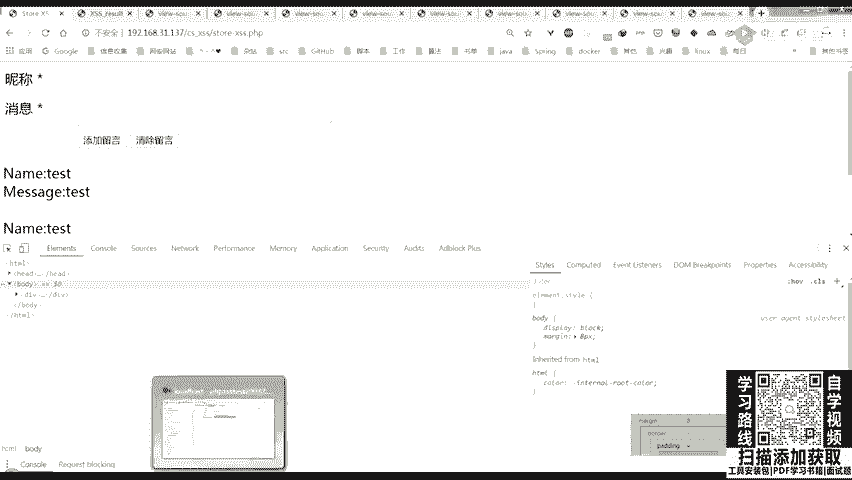 Store X XSS_result view-sou view-sou view-sou view-sou view-sou view-sou view-sou view-sou view-sou
不安全 192.168.31.137/cs_xss/store-xss.php
应用 Google 信息收集 杂站 src GitHub 脚本 工作 算法 书单 java Spring docker 其他 兴趣 linux 每日 其他书签
昵称 *
消息 *
添加留言 清除留言
Name:test
Message:test
Name:test
Elements Console Sources Network Performance Memory Application Security Audits Adblock Plus
Styles Computed Event Listeners DOM Breakpoints Properties Accessibility
<html>
<head>…</head>
<body> == $0
<div>…</div>
</body>
</html>
:hov .cls +
element.style {
}
body { user agent stylesheet
display: block;
margin: 8px;
}
Inherited from html
html {
color: -internal-root-color;
}
margin 8
border
padding -
html body
Console Request blocking
学习路线
自学视频
扫描添加获取
工具安装包|PDF学习书籍|面试题